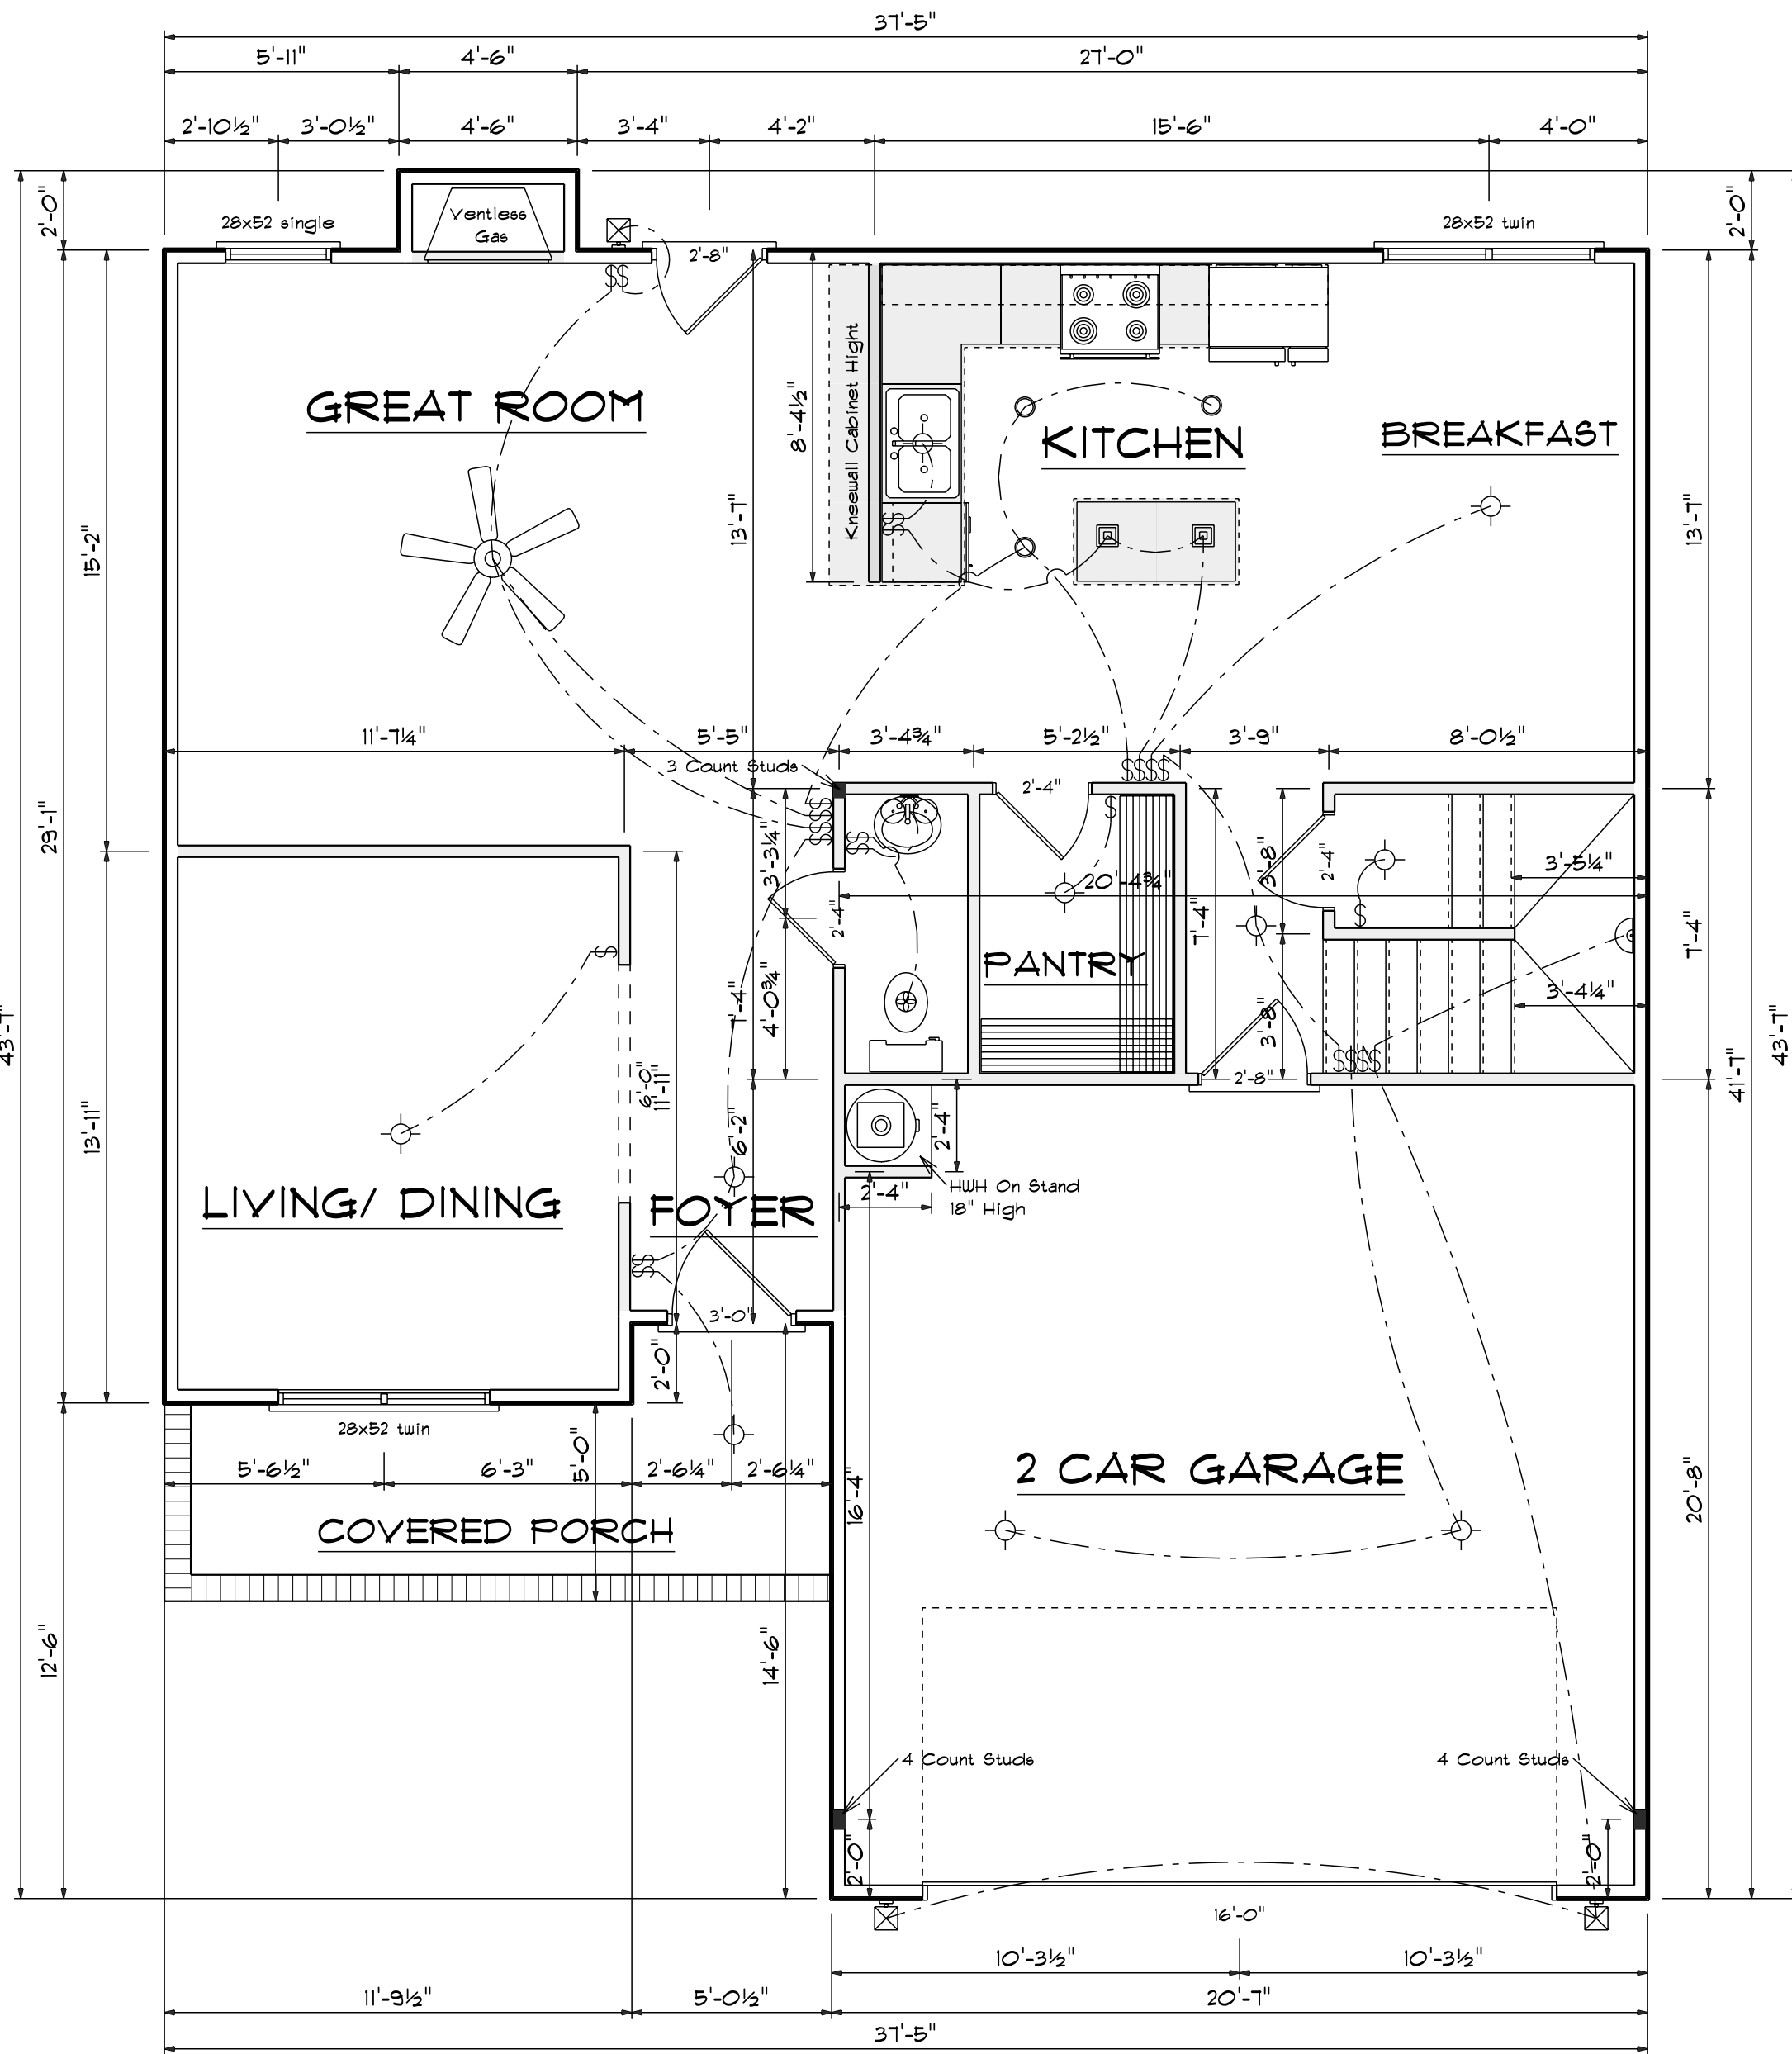 37'-5"
5'-11" 4'-6" 27'-0"
2'-10½" 3'-0½" 4'-6" 3'-4" 4'-2" 15'-6" 4'-0"
2'-0" 2'-0"
28x52 single
Ventless
Gas
2'-8"
28x52 twin
GREAT ROOM
Kneewall Cabinet Hight
8'-4½"
KITCHEN
BREAKFAST
15'-2"
13'-7"
13'-7"
11'-7¼" 5'-5" 3'-4¾" 5'-2½" 3'-9" 8'-0½"
3 Count Studs
2'-4"
29'-1"
3'-3¼"
3'-8"
2'-4"
3'-5¼"
20'-4¾"
2'-4"
7'-4"
7'-4"
PANTRY
7'-4"
4'-0¾"
3'-8"
3'-4¼"
43'-7"
43'-7"
41'-7"
2'-8"
6'-0"
11'-11"
13'-11"
6'-2"
2'-4"
HWH On Stand
18" High
2'-4"
LIVING/ DINING
FOYER
3'-0"
2'-0"
28x52 twin
5'-0"
5'-6½" 6'-3" 2'-6¼" 2'-6¼"
16'-4"
2 CAR GARAGE
20'-8"
COVERED PORCH
12'-6"
14'-6"
4 Count Studs
4 Count Studs
2'-0"
2'-0"
16'-0"
10'-3½" 10'-3½"
11'-9½" 5'-0½" 20'-7"
37'-5"